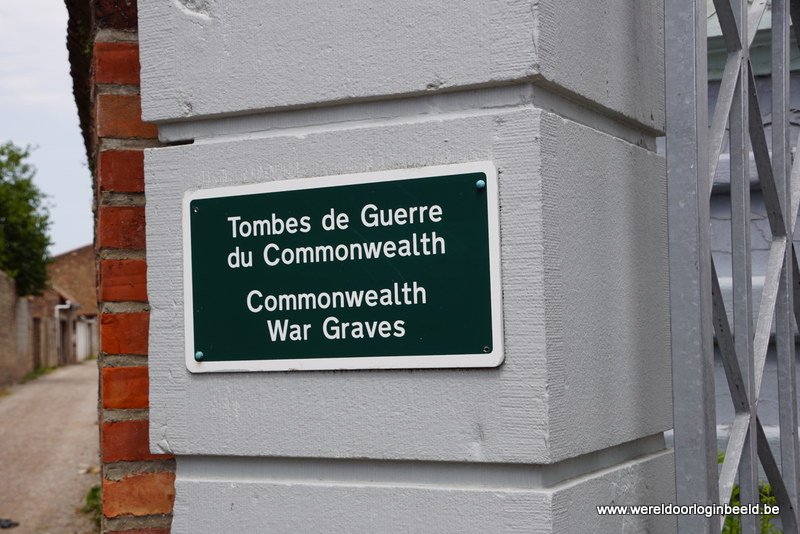 Tombes de Guerre
du Commonwealth
Commonwealth
War Graves
www.wereldoorloginbeeld.be